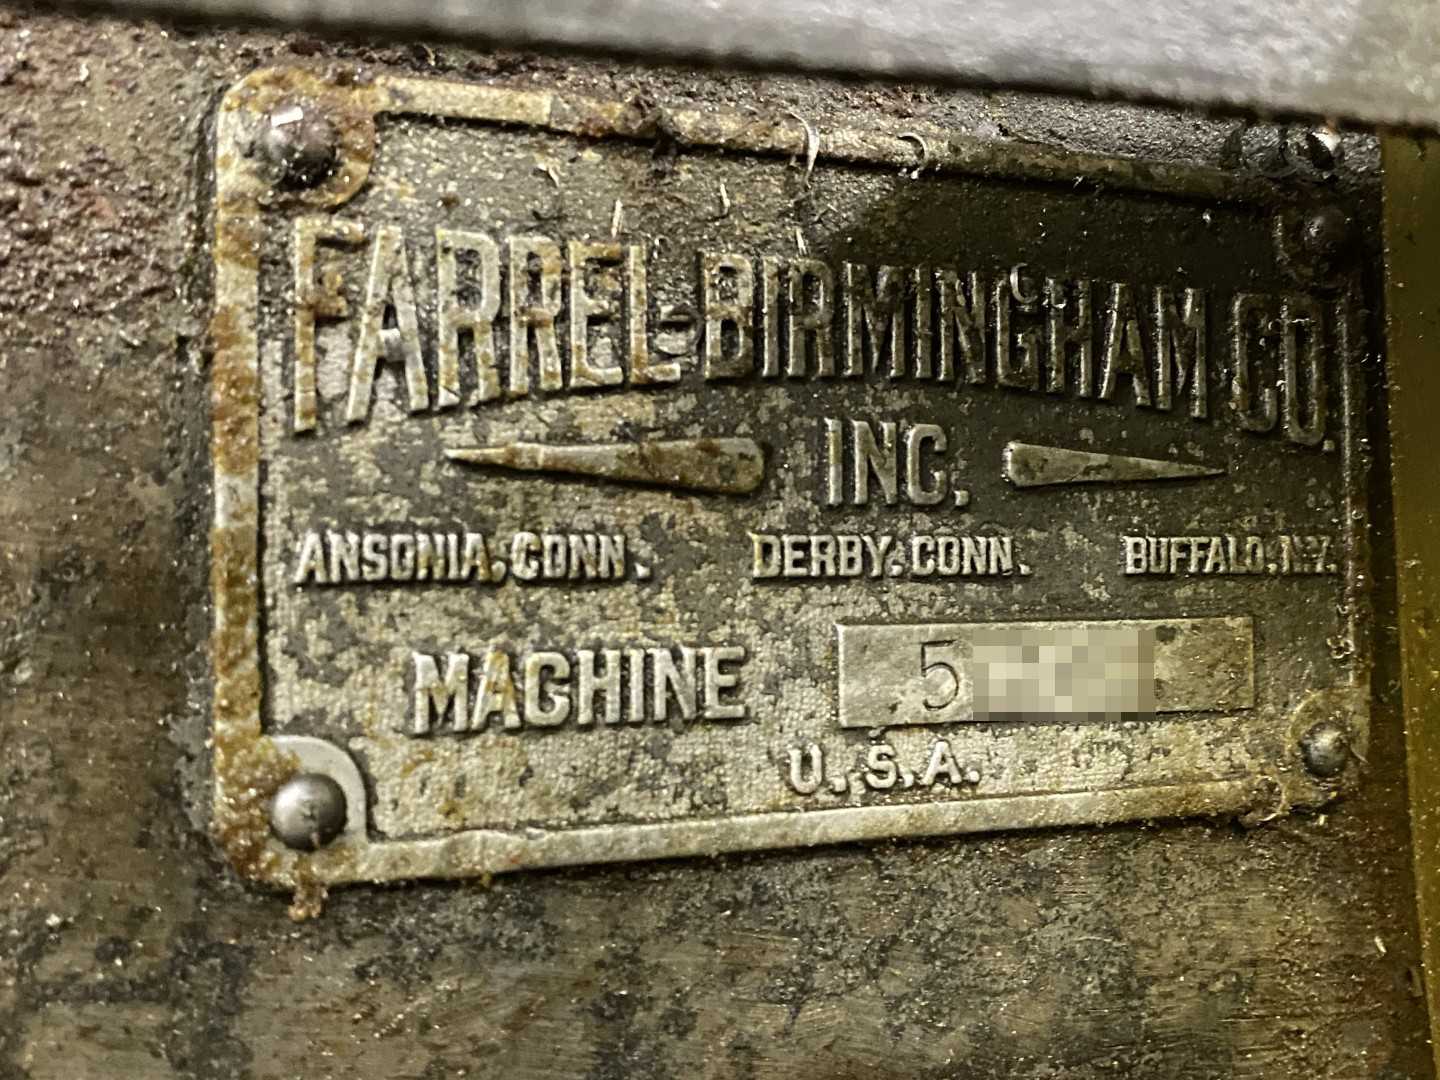 FARREL-BIRMINGHAM CO.
INC.
ANSONIA, CONN. DERBY, CONN. BUFFALO, N.Y.
MACHINE 5
U.S.A.